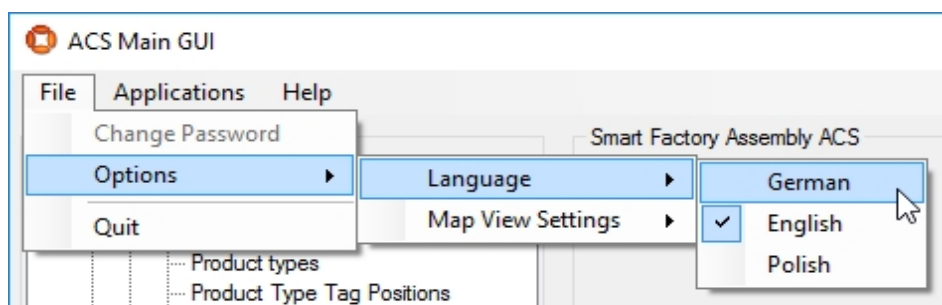 ACS Main GUI
File Applications Help
Change Password
Smart Factory Assembly ACS
Options
Language
German
Quit
Map View Settings
English
Polish
Product types
Product Type Tag Positions